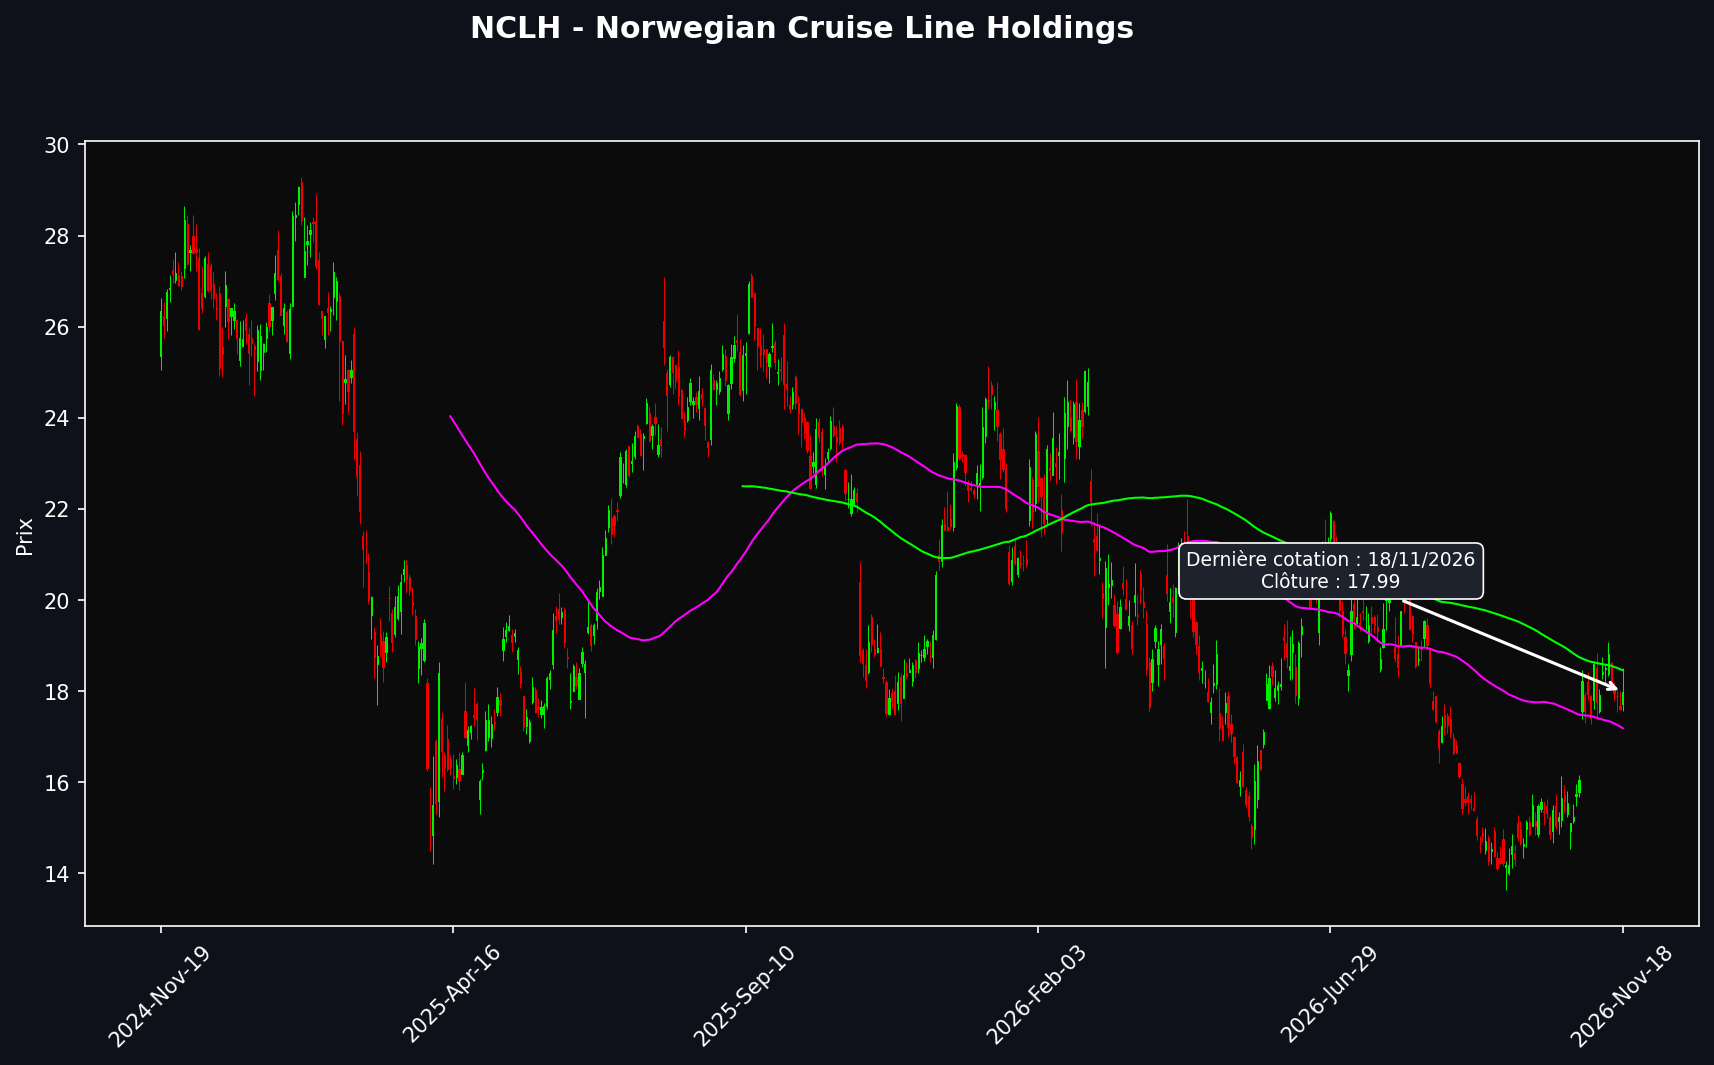 NCLH - Norwegian Cruise Line Holdings
Prix
30
28
26
24
22
20
18
16
14
Dernière cotation : 18/11/2026
Clôture : 17.99
2024-Nov-19
2025-Apr-16
2025-Sep-10
2026-Feb-03
2026-Jun-29
2026-Nov-18